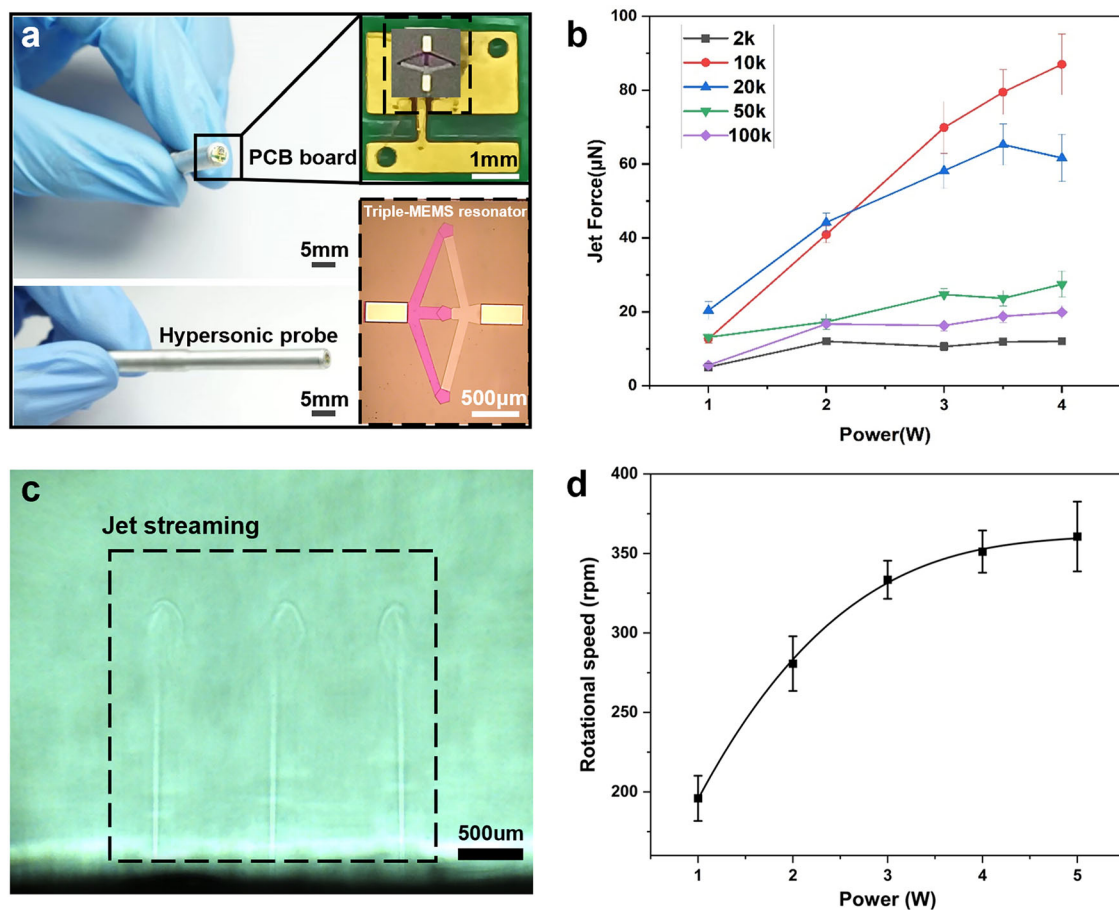 a
PCB board
1mm
5mm
Triple-MEMS resonator
Hypersonic probe
5mm
500μm
b
2k
10k
20k
50k
100k
100
80
60
40
20
0
Jet Force(μN)
1 2 3 4
Power(W)
c
Jet streaming
500um
d
400
350
300
250
200
Rotational speed (rpm)
1 2 3 4 5
Power (W)